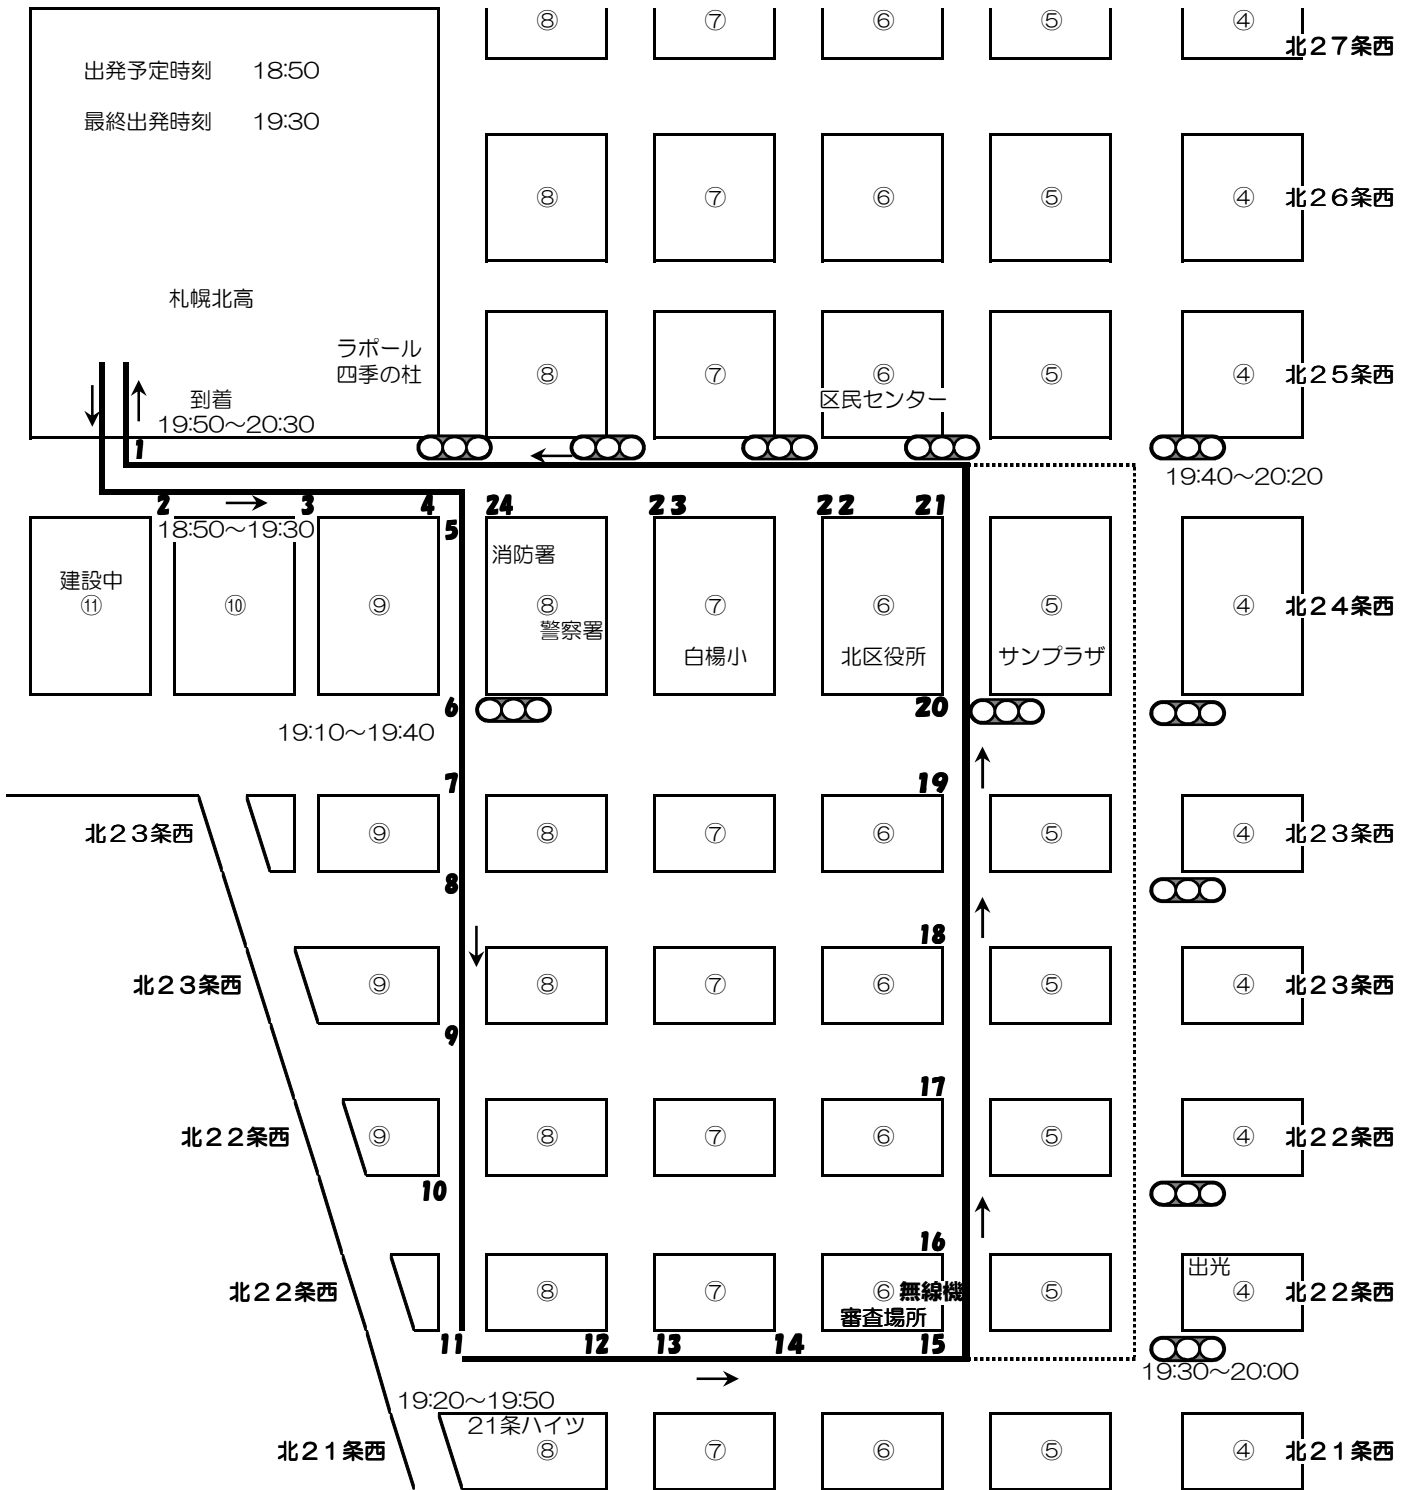 ⑧ ⑦ ⑥ ⑤ ④ 北27条西
出発予定時刻 18:50
最終出発時刻 19:30
⑧ ⑦ ⑥ ⑤ ④ 北26条西
札幌北高
ラポール
四季の杜
⑧ ⑦ ⑥ ⑤ ④ 北25条西
区民センター
到着
19:50～20:30
1
19:40～20:20
2 3 4 24 23 22 21
18:50～19:30
5
消防署
建設中
⑪ ⑩ ⑨ ⑧ ⑦ ⑥ ⑤ ④ 北24条西
警察署
白楊小 北区役所 サンプラザ
6 20
19:10～19:40
7 19
北23条西 ⑨ ⑧ ⑦ ⑥ ⑤ ④ 北23条西
8
18
北23条西 ⑨ ⑧ ⑦ ⑥ ⑤ ④ 北23条西
9
17
北22条西 ⑨ ⑧ ⑦ ⑥ ⑤ ④ 北22条西
10
16
出光
北22条西 ⑧ ⑦ ⑥ 無線機 ⑤ ④ 北22条西
審査場所
11 12 13 14 15
19:30～20:00
19:20～19:50
21条ハイツ
北21条西 ⑧ ⑦ ⑥ ⑤ ④ 北21条西